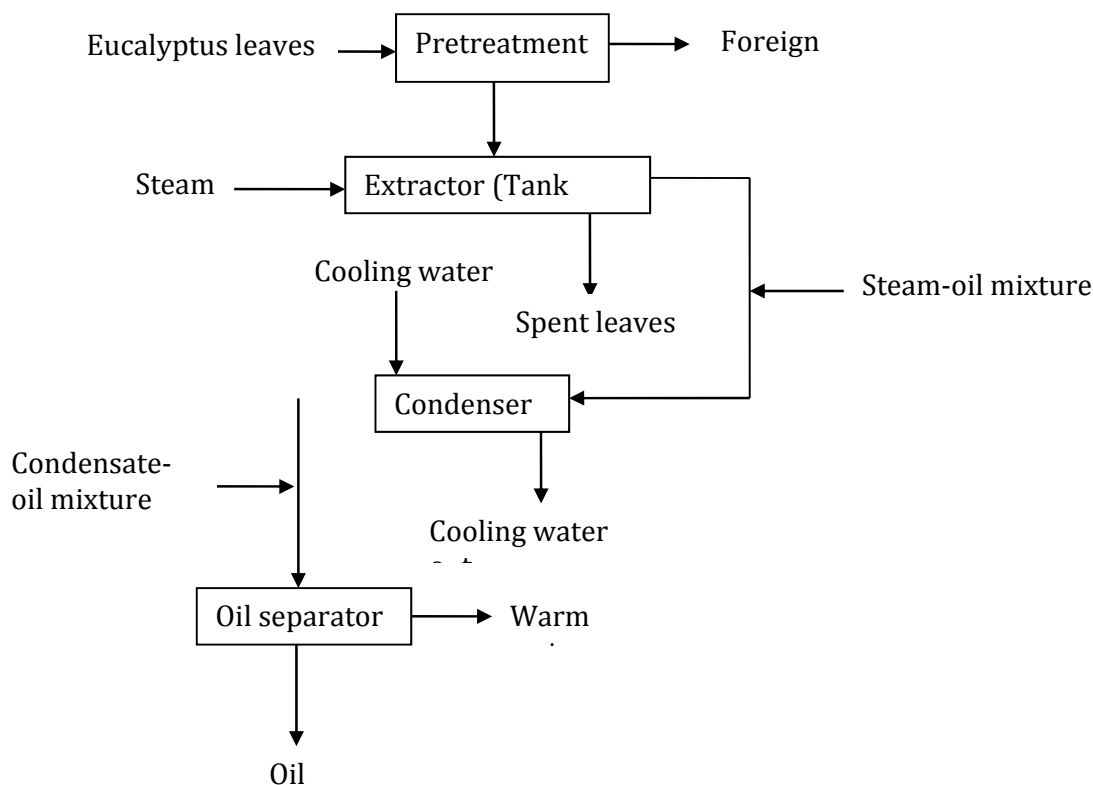 Eucalyptus leaves
Pretreatment
Foreign
Steam
Extractor (Tank
Cooling water
Spent leaves
Steam-oil mixture
Condenser
Condensate-
oil mixture
Cooling water
Oil separator
Warm
Oil